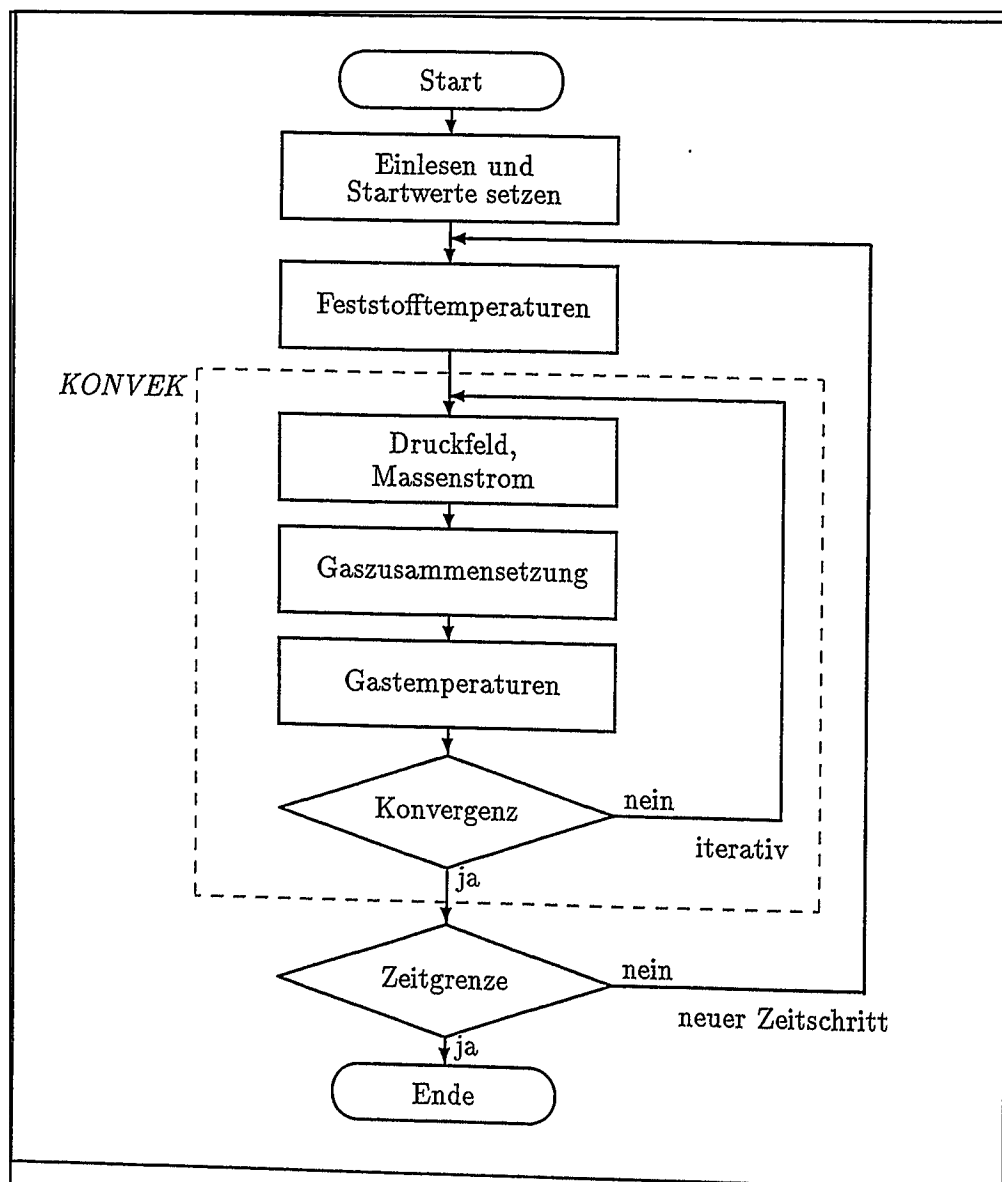 Start
Einlesen und
Startwerte setzen
Feststofftemperaturen
KONVEK
Druckfeld,
Massenstrom
Gaszusammensetzung
Gastemperaturen
Konvergenz
nein
iterativ
ja
Zeitgrenze
nein
neuer Zeitschritt
ja
Ende